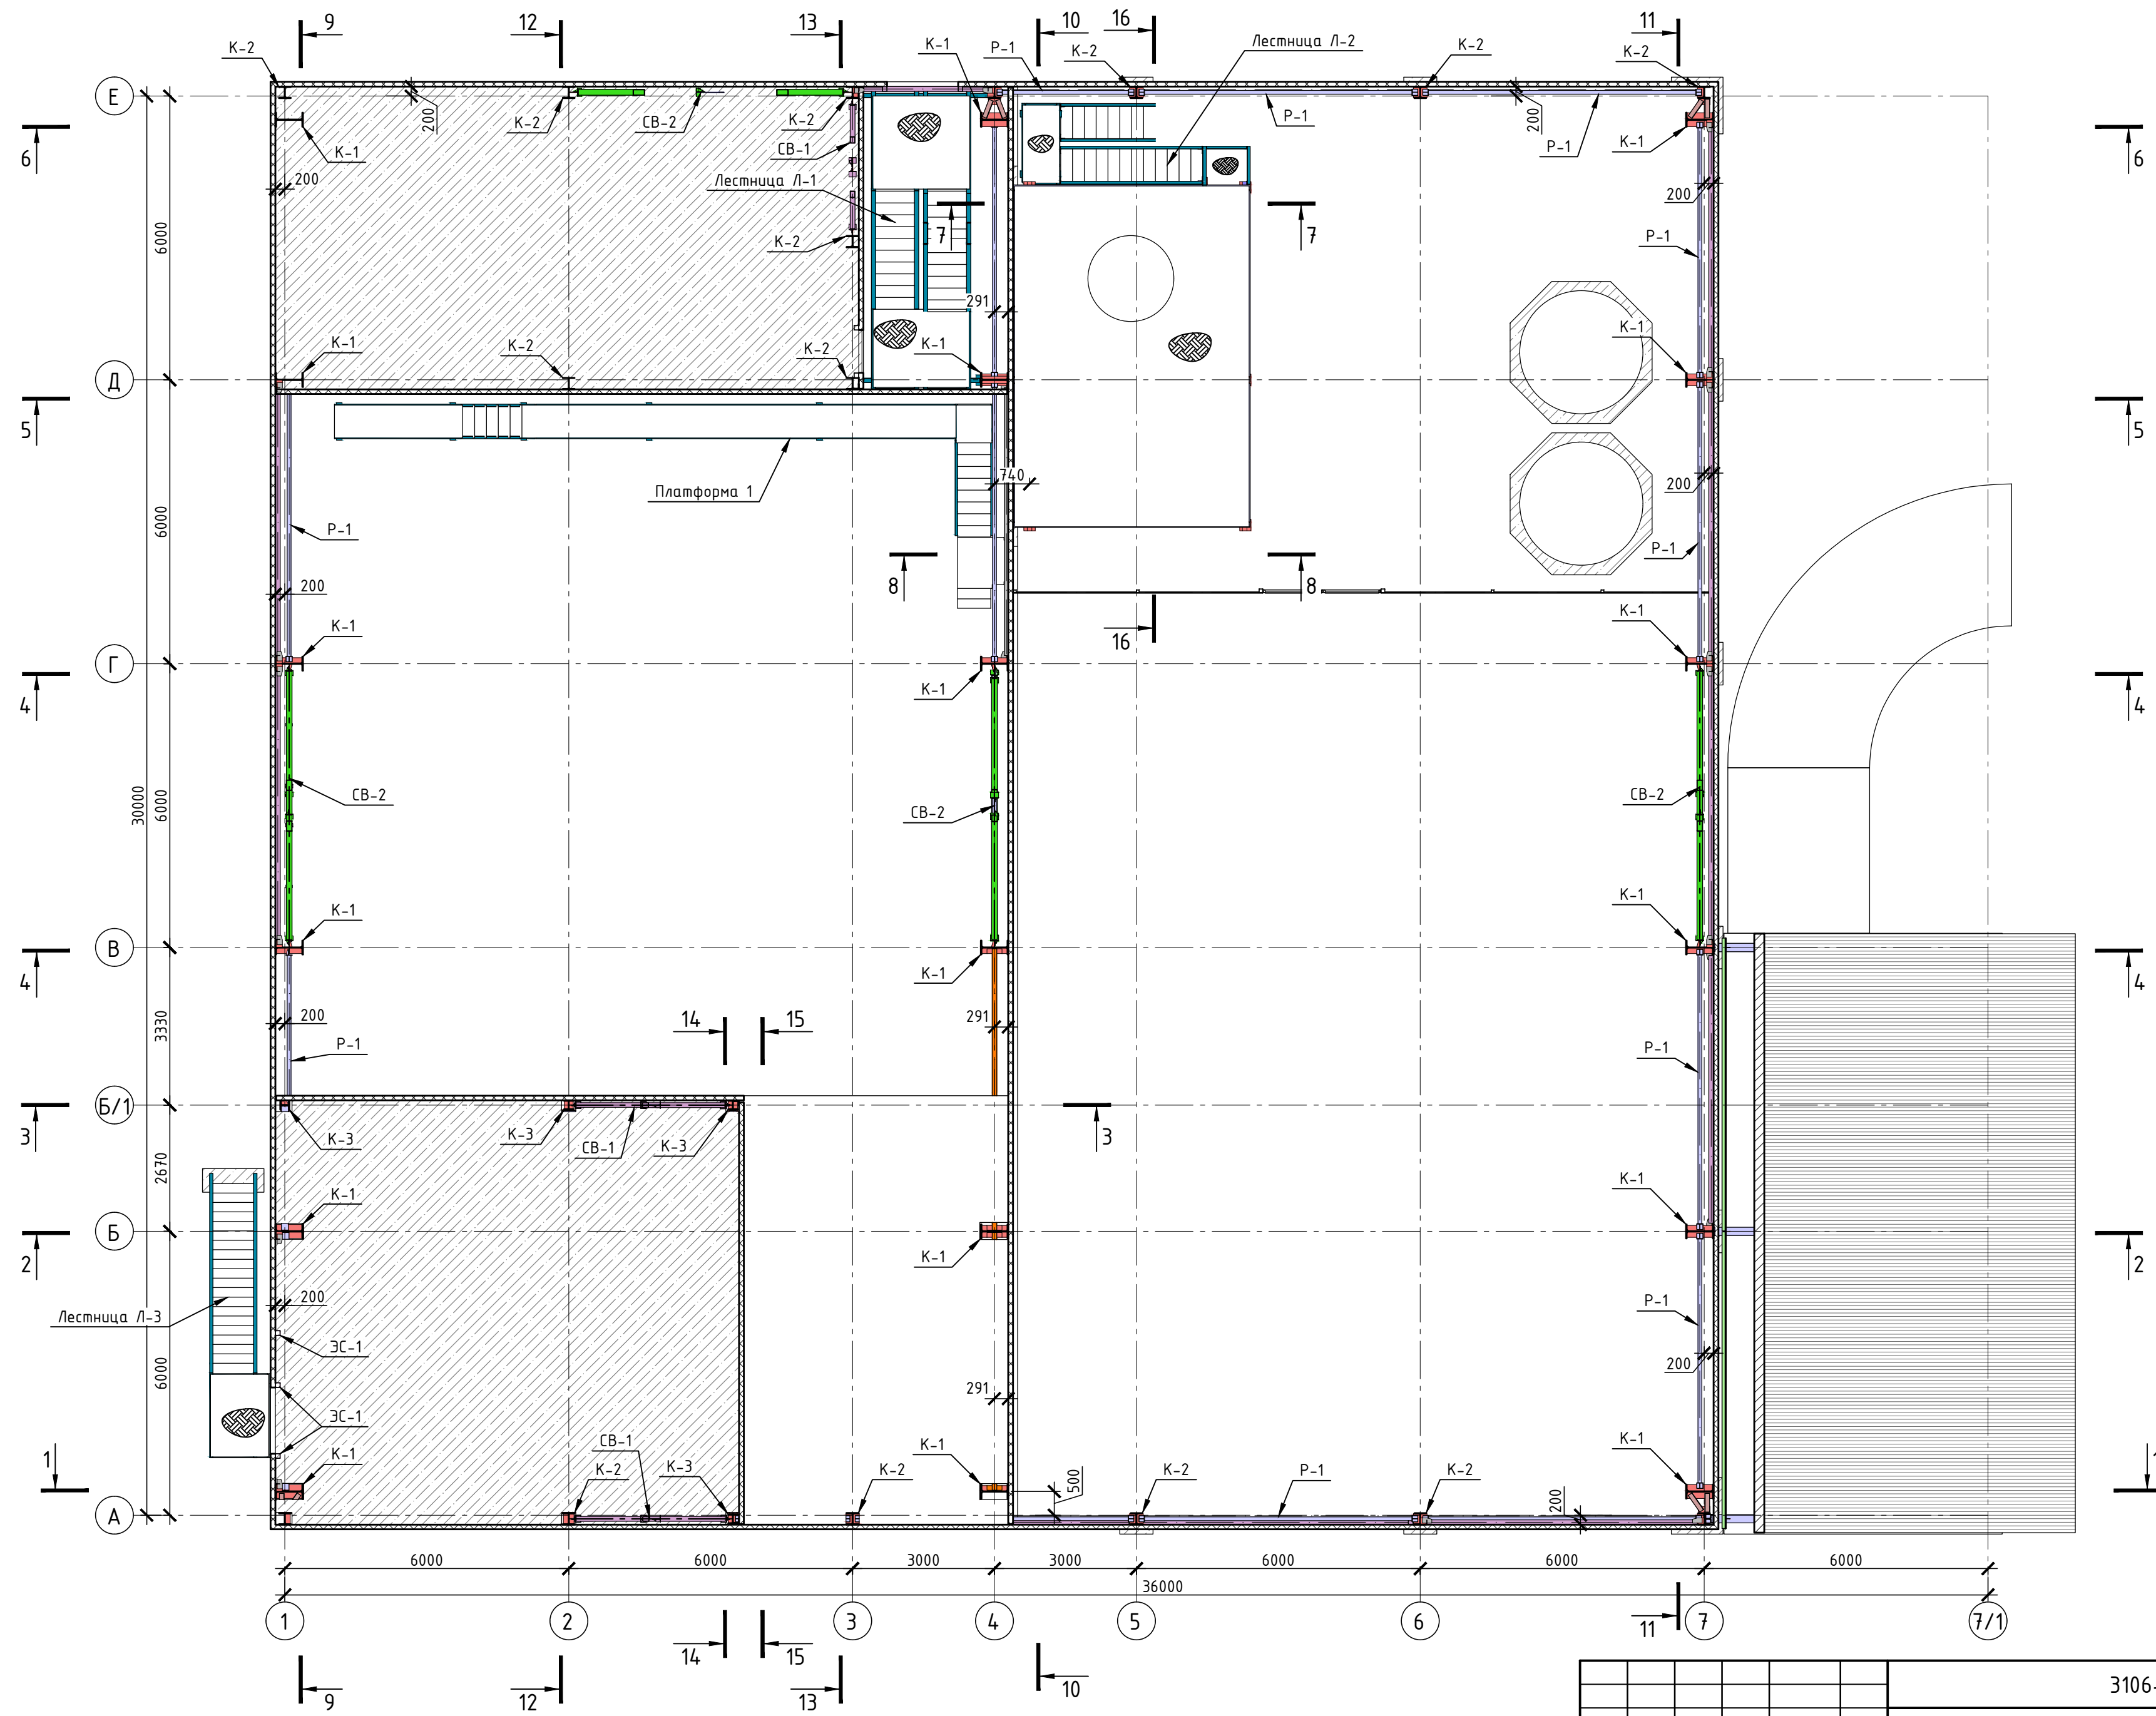 9
12
13
10
16
11
К-2
К-1
Р-1
К-2
Лестница Л-2
К-2
К-2
Е
200
К-2
СВ-2
К-2
Р-1
200
Р-1
К-1
6
К-1
СВ-1
6
200
Лестница Л-1
200
6000
7
7
К-2
Р-1
291
К-1
К-1
К-2
К-2
К-1
Д
5
5
740
200
Платформа 1
6000
Р-1
Р-1
8
8
200
К-1
16
К-1
Г
К-1
4
4
СВ-2
СВ-2
СВ-2
30000
6000
К-1
К-1
В
К-1
4
4
200
14
15
291
3330
Р-1
Р-1
Б/1
3
К-3
К-3
СВ-1
К-3
3
2670
К-1
К-1
Б
К-1
2
2
200
Лестница Л-3
Р-1
ЭС-1
6000
200
291
ЭС-1
СВ-1
К-1
К-1
К-1
1
К-2
К-3
К-2
500
К-2
Р-1
К-2
200
А
6000
6000
3000
3000
6000
6000
6000
36000
1
2
3
4
5
6
7
7/1
11
14
15
9
12
13
10
3106-